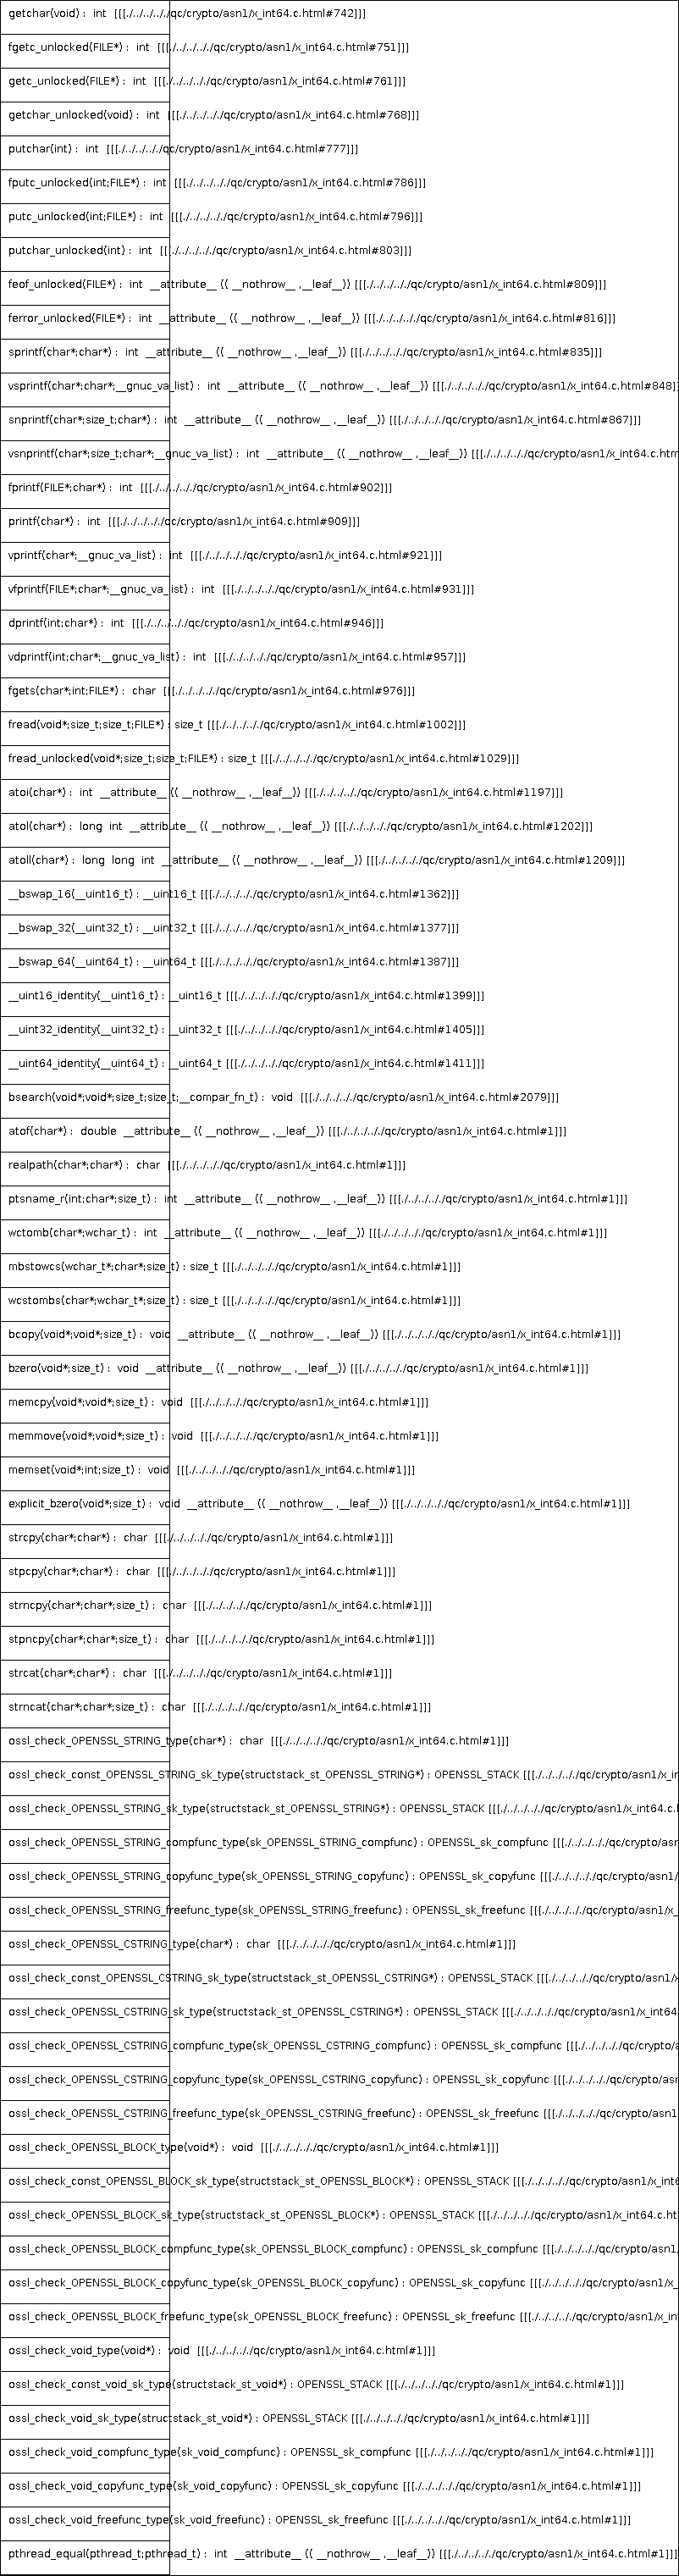 getchar(void) : int [[[./../../../qc/crypto/asn1/x_int64.c.html#742]]]
fgetc_unlocked(FILE*) : int [[[./../../../qc/crypto/asn1/x_int64.c.html#751]]]
getc_unlocked(FILE*) : int [[[./../../../qc/crypto/asn1/x_int64.c.html#761]]]
getchar_unlocked(void) : int [[[./../../../qc/crypto/asn1/x_int64.c.html#768]]]
putchar(int) : int [[[./../../../qc/crypto/asn1/x_int64.c.html#777]]]
fputc_unlocked(int;FILE*) : int [[[./../../../qc/crypto/asn1/x_int64.c.html#786]]]
putc_unlocked(int;FILE*) : int [[[./../../../qc/crypto/asn1/x_int64.c.html#796]]]
putchar_unlocked(int) : int [[[./../../../qc/crypto/asn1/x_int64.c.html#803]]]
feof_unlocked(FILE*) : int __attribute__ (( __nothrow__ ,__leaf__)) [[[./../../../qc/crypto/asn1/x_int64.c.html#809]]]
ferror_unlocked(FILE*) : int __attribute__ (( __nothrow__ ,__leaf__)) [[[./../../../qc/crypto/asn1/x_int64.c.html#816]]]
sprintf(char*;char*) : int __attribute__ (( __nothrow__ ,__leaf__)) [[[./../../../qc/crypto/asn1/x_int64.c.html#835]]]
vsprintf(char*;char*;__gnuc_va_list) : int __attribute__ (( __nothrow__ ,__leaf__)) [[[./../../../qc/crypto/asn1/x_int64.c.html#848]]]
snprintf(char*;size_t;char*) : int __attribute__ (( __nothrow__ ,__leaf__)) [[[./../../../qc/crypto/asn1/x_int64.c.html#867]]]
vsnprintf(char*;size_t;char*;__gnuc_va_list) : int __attribute__ (( __nothrow__ ,__leaf__)) [[[./../../../qc/crypto/asn1/x_int64.c.htm
fprintf(FILE*;char*) : int [[[./../../../qc/crypto/asn1/x_int64.c.html#902]]]
printf(char*) : int [[[./../../../qc/crypto/asn1/x_int64.c.html#909]]]
vprintf(char*;__gnuc_va_list) : int [[[./../../../qc/crypto/asn1/x_int64.c.html#921]]]
vfprintf(FILE*;char*;__gnuc_va_list) : int [[[./../../../qc/crypto/asn1/x_int64.c.html#931]]]
dprintf(int;char*) : int [[[./../../../qc/crypto/asn1/x_int64.c.html#946]]]
vdprintf(int;char*;__gnuc_va_list) : int [[[./../../../qc/crypto/asn1/x_int64.c.html#957]]]
fgets(char*;int;FILE*) : char [[[./../../../qc/crypto/asn1/x_int64.c.html#976]]]
fread(void*;size_t;size_t;FILE*) : size_t [[[./../../../qc/crypto/asn1/x_int64.c.html#1002]]]
fread_unlocked(void*;size_t;size_t;FILE*) : size_t [[[./../../../qc/crypto/asn1/x_int64.c.html#1029]]]
atoi(char*) : int __attribute__ (( __nothrow__ ,__leaf__)) [[[./../../../qc/crypto/asn1/x_int64.c.html#1197]]]
atol(char*) : long int __attribute__ (( __nothrow__ ,__leaf__)) [[[./../../../qc/crypto/asn1/x_int64.c.html#1202]]]
atoll(char*) : long long int __attribute__ (( __nothrow__ ,__leaf__)) [[[./../../../qc/crypto/asn1/x_int64.c.html#1209]]]
__bswap_16(__uint16_t) : __uint16_t [[[./../../../qc/crypto/asn1/x_int64.c.html#1362]]]
__bswap_32(__uint32_t) : __uint32_t [[[./../../../qc/crypto/asn1/x_int64.c.html#1377]]]
__bswap_64(__uint64_t) : __uint64_t [[[./../../../qc/crypto/asn1/x_int64.c.html#1387]]]
__uint16_identity(__uint16_t) : __uint16_t [[[./../../../qc/crypto/asn1/x_int64.c.html#1399]]]
__uint32_identity(__uint32_t) : __uint32_t [[[./../../../qc/crypto/asn1/x_int64.c.html#1405]]]
__uint64_identity(__uint64_t) : __uint64_t [[[./../../../qc/crypto/asn1/x_int64.c.html#1411]]]
bsearch(void*;void*;size_t;size_t;__compar_fn_t) : void [[[./../../../qc/crypto/asn1/x_int64.c.html#2079]]]
atof(char*) : double __attribute__ (( __nothrow__ ,__leaf__)) [[[./../../../qc/crypto/asn1/x_int64.c.html#1]]]
realpath(char*;char*) : char [[[./../../../qc/crypto/asn1/x_int64.c.html#1]]]
ptsname_r(int;char*;size_t) : int __attribute__ (( __nothrow__ ,__leaf__)) [[[./../../../qc/crypto/asn1/x_int64.c.html#1]]]
wctomb(char*;wchar_t) : int __attribute__ (( __nothrow__ ,__leaf__)) [[[./../../../qc/crypto/asn1/x_int64.c.html#1]]]
mbstowcs(wchar_t*;char*;size_t) : size_t [[[./../../../qc/crypto/asn1/x_int64.c.html#1]]]
wcstombs(char*;wchar_t*;size_t) : size_t [[[./../../../qc/crypto/asn1/x_int64.c.html#1]]]
bcopy(void*;void*;size_t) : void __attribute__ (( __nothrow__ ,__leaf__)) [[[./../../../qc/crypto/asn1/x_int64.c.html#1]]]
bzero(void*;size_t) : void __attribute__ (( __nothrow__ ,__leaf__)) [[[./../../../qc/crypto/asn1/x_int64.c.html#1]]]
memcpy(void*;void*;size_t) : void [[[./../../../qc/crypto/asn1/x_int64.c.html#1]]]
memmove(void*;void*;size_t) : void [[[./../../../qc/crypto/asn1/x_int64.c.html#1]]]
memset(void*;int;size_t) : void [[[./../../../qc/crypto/asn1/x_int64.c.html#1]]]
explicit_bzero(void*;size_t) : void __attribute__ (( __nothrow__ ,__leaf__)) [[[./../../../qc/crypto/asn1/x_int64.c.html#1]]]
strcpy(char*;char*) : char [[[./../../../qc/crypto/asn1/x_int64.c.html#1]]]
stpcpy(char*;char*) : char [[[./../../../qc/crypto/asn1/x_int64.c.html#1]]]
strncpy(char*;char*;size_t) : char [[[./../../../qc/crypto/asn1/x_int64.c.html#1]]]
stpncpy(char*;char*;size_t) : char [[[./../../../qc/crypto/asn1/x_int64.c.html#1]]]
strcat(char*;char*) : char [[[./../../../qc/crypto/asn1/x_int64.c.html#1]]]
strncat(char*;char*;size_t) : char [[[./../../../qc/crypto/asn1/x_int64.c.html#1]]]
ossl_check_OPENSSL_STRING_type(char*) : char [[[./../../../qc/crypto/asn1/x_int64.c.html#1]]]
ossl_check_const_OPENSSL_STRING_sk_type(structstack_st_OPENSSL_STRING*) : OPENSSL_STACK [[[./../../../qc/crypto/asn1/x_in
ossl_check_OPENSSL_STRING_sk_type(structstack_st_OPENSSL_STRING*) : OPENSSL_STACK [[[./../../../qc/crypto/asn1/x_int64.c.
ossl_check_OPENSSL_STRING_compfunc_type(sk_OPENSSL_STRING_compfunc) : OPENSSL_sk_compfunc [[[./../../../qc/crypto/asn
ossl_check_OPENSSL_STRING_copyfunc_type(sk_OPENSSL_STRING_copyfunc) : OPENSSL_sk_copyfunc [[[./../../../qc/crypto/asn1/
ossl_check_OPENSSL_STRING_freefunc_type(sk_OPENSSL_STRING_freefunc) : OPENSSL_sk_freefunc [[[./../../../qc/crypto/asn1/x_
ossl_check_OPENSSL_CSTRING_type(char*) : char [[[./../../../qc/crypto/asn1/x_int64.c.html#1]]]
ossl_check_const_OPENSSL_CSTRING_sk_type(structstack_st_OPENSSL_CSTRING*) : OPENSSL_STACK [[[./../../../qc/crypto/asn1/x
ossl_check_OPENSSL_CSTRING_sk_type(structstack_st_OPENSSL_CSTRING*) : OPENSSL_STACK [[[./../../../qc/crypto/asn1/x_int64
ossl_check_OPENSSL_CSTRING_compfunc_type(sk_OPENSSL_CSTRING_compfunc) : OPENSSL_sk_compfunc [[[./../../../qc/crypto/a
ossl_check_OPENSSL_CSTRING_copyfunc_type(sk_OPENSSL_CSTRING_copyfunc) : OPENSSL_sk_copyfunc [[[./../../../qc/crypto/asn
ossl_check_OPENSSL_CSTRING_freefunc_type(sk_OPENSSL_CSTRING_freefunc) : OPENSSL_sk_freefunc [[[./../../../qc/crypto/asn1
ossl_check_OPENSSL_BLOCK_type(void*) : void [[[./../../../qc/crypto/asn1/x_int64.c.html#1]]]
ossl_check_const_OPENSSL_BLOCK_sk_type(structstack_st_OPENSSL_BLOCK*) : OPENSSL_STACK [[[./../../../qc/crypto/asn1/x_int6
ossl_check_OPENSSL_BLOCK_sk_type(structstack_st_OPENSSL_BLOCK*) : OPENSSL_STACK [[[./../../../qc/crypto/asn1/x_int64.c.ht
ossl_check_OPENSSL_BLOCK_compfunc_type(sk_OPENSSL_BLOCK_compfunc) : OPENSSL_sk_compfunc [[[./../../../qc/crypto/asn1/
ossl_check_OPENSSL_BLOCK_copyfunc_type(sk_OPENSSL_BLOCK_copyfunc) : OPENSSL_sk_copyfunc [[[./../../../qc/crypto/asn1/x_
ossl_check_OPENSSL_BLOCK_freefunc_type(sk_OPENSSL_BLOCK_freefunc) : OPENSSL_sk_freefunc [[[./../../../qc/crypto/asn1/x_int
ossl_check_void_type(void*) : void [[[./../../../qc/crypto/asn1/x_int64.c.html#1]]]
ossl_check_const_void_sk_type(structstack_st_void*) : OPENSSL_STACK [[[./../../../qc/crypto/asn1/x_int64.c.html#1]]]
ossl_check_void_sk_type(structstack_st_void*) : OPENSSL_STACK [[[./../../../qc/crypto/asn1/x_int64.c.html#1]]]
ossl_check_void_compfunc_type(sk_void_compfunc) : OPENSSL_sk_compfunc [[[./../../../qc/crypto/asn1/x_int64.c.html#1]]]
ossl_check_void_copyfunc_type(sk_void_copyfunc) : OPENSSL_sk_copyfunc [[[./../../../qc/crypto/asn1/x_int64.c.html#1]]]
ossl_check_void_freefunc_type(sk_void_freefunc) : OPENSSL_sk_freefunc [[[./../../../qc/crypto/asn1/x_int64.c.html#1]]]
pthread_equal(pthread_t;pthread_t) : int __attribute__ (( __nothrow__ ,__leaf__)) [[[./../../../qc/crypto/asn1/x_int64.c.html#1]]]